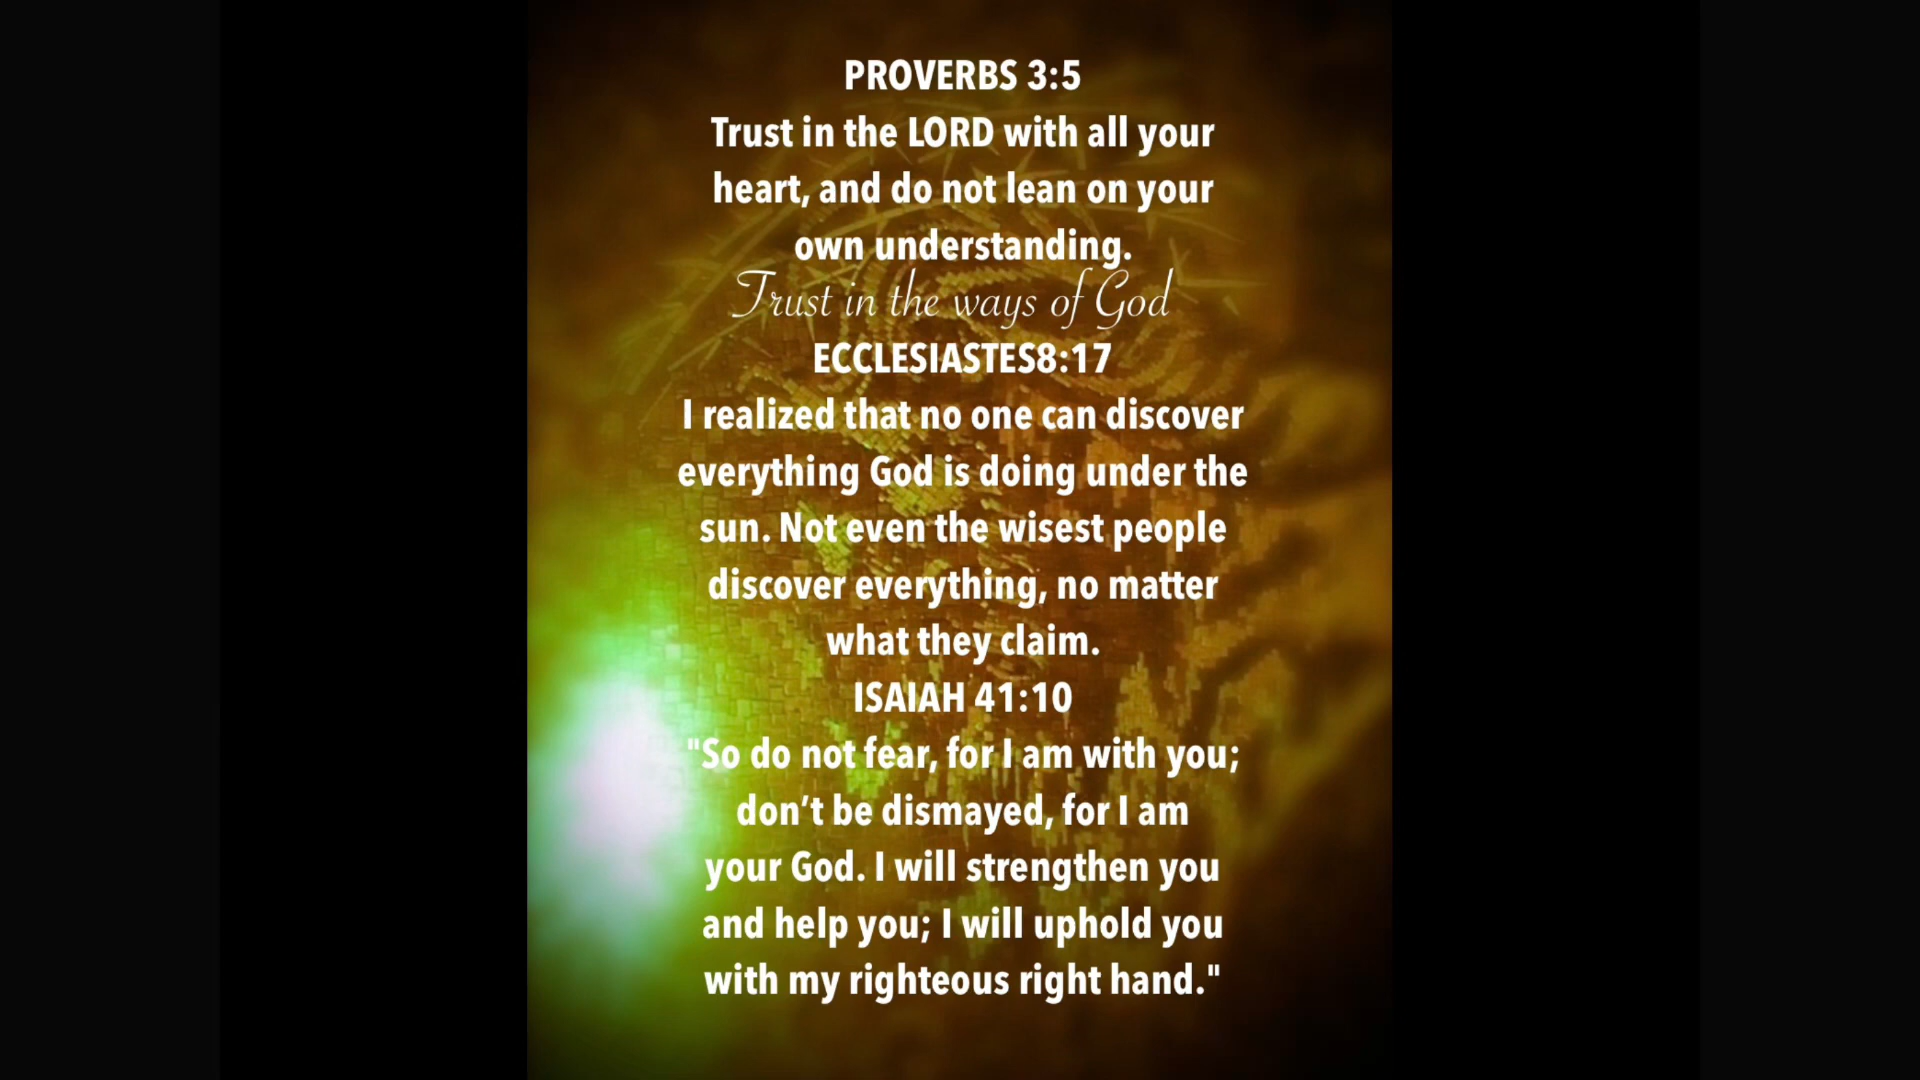 PROVERBS 3:5
Trust in the LORD with all your
heart, and do not lean on your
own understanding.
Trust in the ways of God
ECCLESIASTES8:17
I realized that no one can discover
everything God is doing under the
sun. Not even the wisest people
discover everything, no matter
what they claim.
ISAIAH 41:10
"So do not fear, for I am with you;
don’t be dismayed, for I am
your God. I will strengthen you
and help you; I will uphold you
with my righteous right hand."